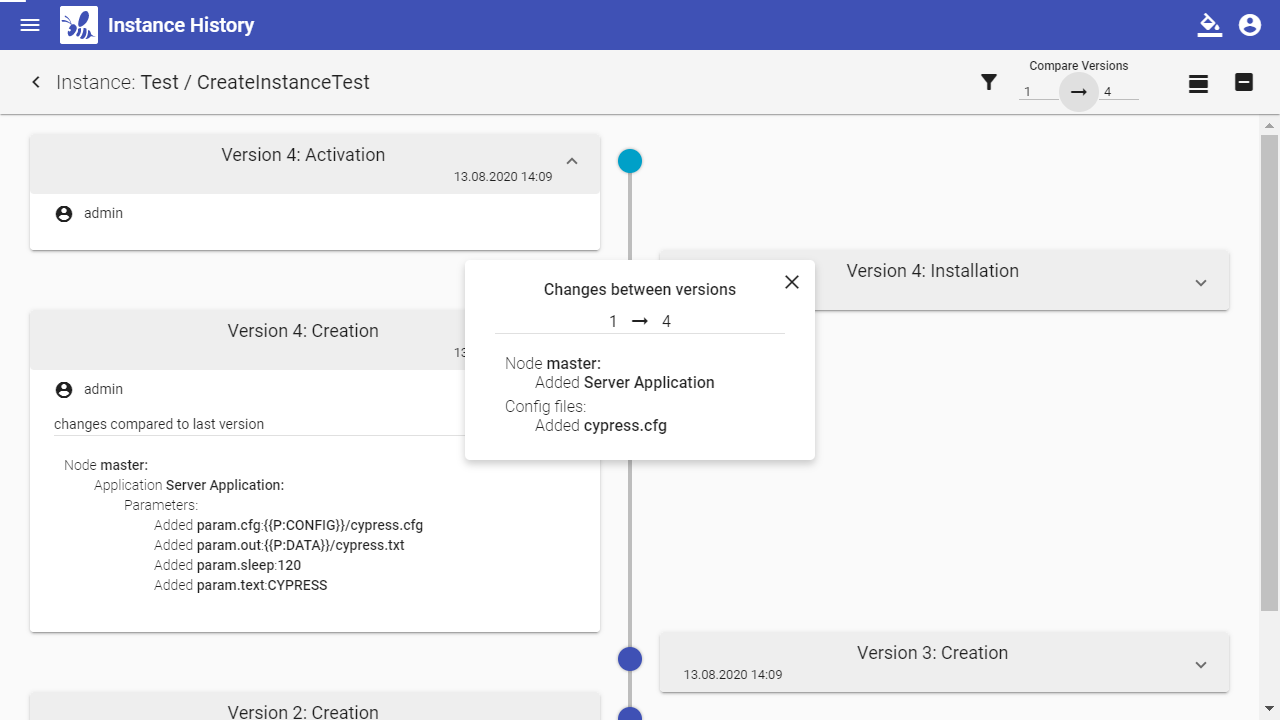 Instance History
Instance: Test / CreateInstanceTest
Compare Versions
1 → 4
Version 4: Activation
13.08.2020 14:09
admin
Version 4: Installation
Changes between versions
1 → 4
Node master:
Added Server Application
Config files:
Added cypress.cfg
Version 4: Creation
13
admin
changes compared to last version
Node master:
Application Server Application:
Parameters:
Added param.cfg:{{P:CONFIG}}/cypress.cfg
Added param.out:{{P:DATA}}/cypress.txt
Added param.sleep:120
Added param.text:CYPRESS
Version 3: Creation
13.08.2020 14:09
Version 2: Creation